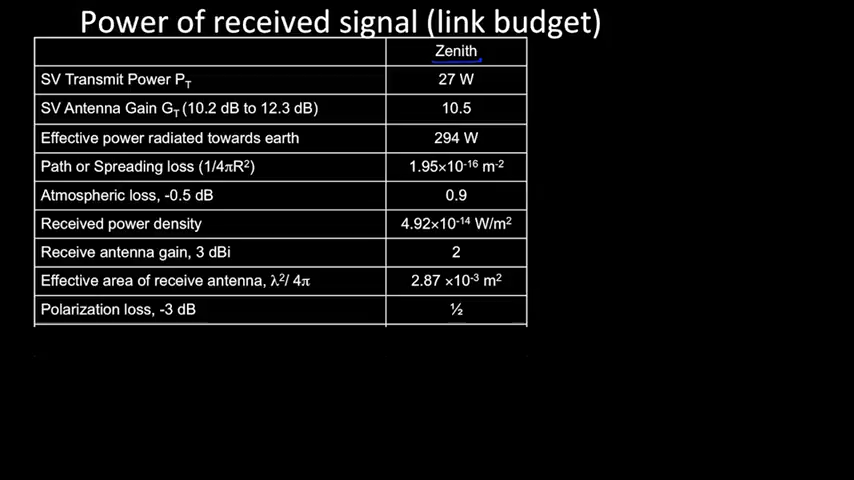 Power of received signal (link budget)
Zenith
SV Transmit Power P_T 27 W
SV Antenna Gain G_T (10.2 dB to 12.3 dB) 10.5
Effective power radiated towards earth 294 W
Path or Spreading loss (1/4πR²) 1.95×10⁻¹⁶ m⁻²
Atmospheric loss, -0.5 dB 0.9
Received power density 4.92×10⁻¹⁴ W/m²
Receive antenna gain, 3 dBi 2
Effective area of receive antenna, λ²/ 4π 2.87 ×10⁻³ m²
Polarization loss, -3 dB ½